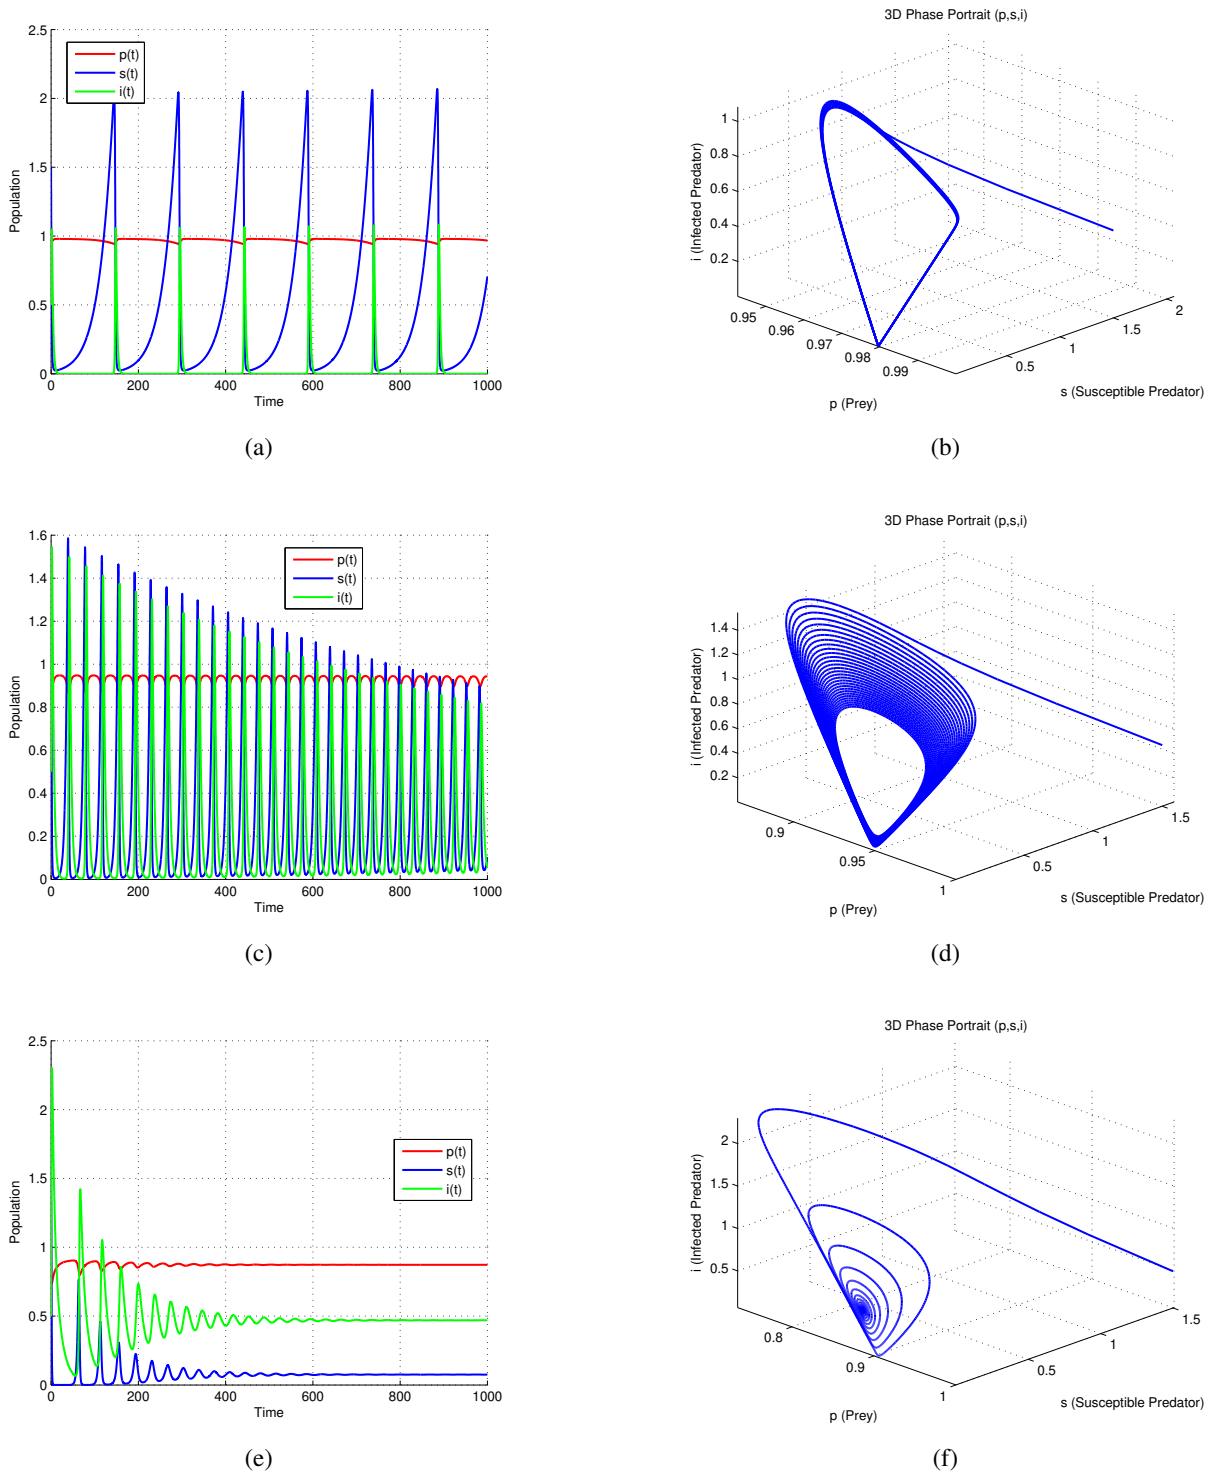 2.5
2
1.5
1
0.5
0
Population
p(t)
s(t)
i(t)
0
200
400
600
800
1000
Time
(a)
3D Phase Portrait (p,s,i)
1
0.8
0.6
0.4
0.2
i (Infected Predator)
0.95
0.96
0.97
0.98
0.99
p (Prey)
0.5
1
1.5
2
s (Susceptible Predator)
(b)
1.6
1.4
1.2
1
0.8
0.6
0.4
0.2
0
Population
p(t)
s(t)
i(t)
0
200
400
600
800
1000
Time
(c)
3D Phase Portrait (p,s,i)
1.4
1.2
1
0.8
0.6
0.4
0.2
i (Infected Predator)
0.9
0.95
1
p (Prey)
0.5
1
1.5
s (Susceptible Predator)
(d)
2.5
2
1.5
1
0.5
0
Population
p(t)
s(t)
i(t)
0
200
400
600
800
1000
Time
(e)
3D Phase Portrait (p,s,i)
2
1.5
1
0.5
i (Infected Predator)
0.8
0.9
1
p (Prey)
0.5
1
1.5
s (Susceptible Predator)
(f)